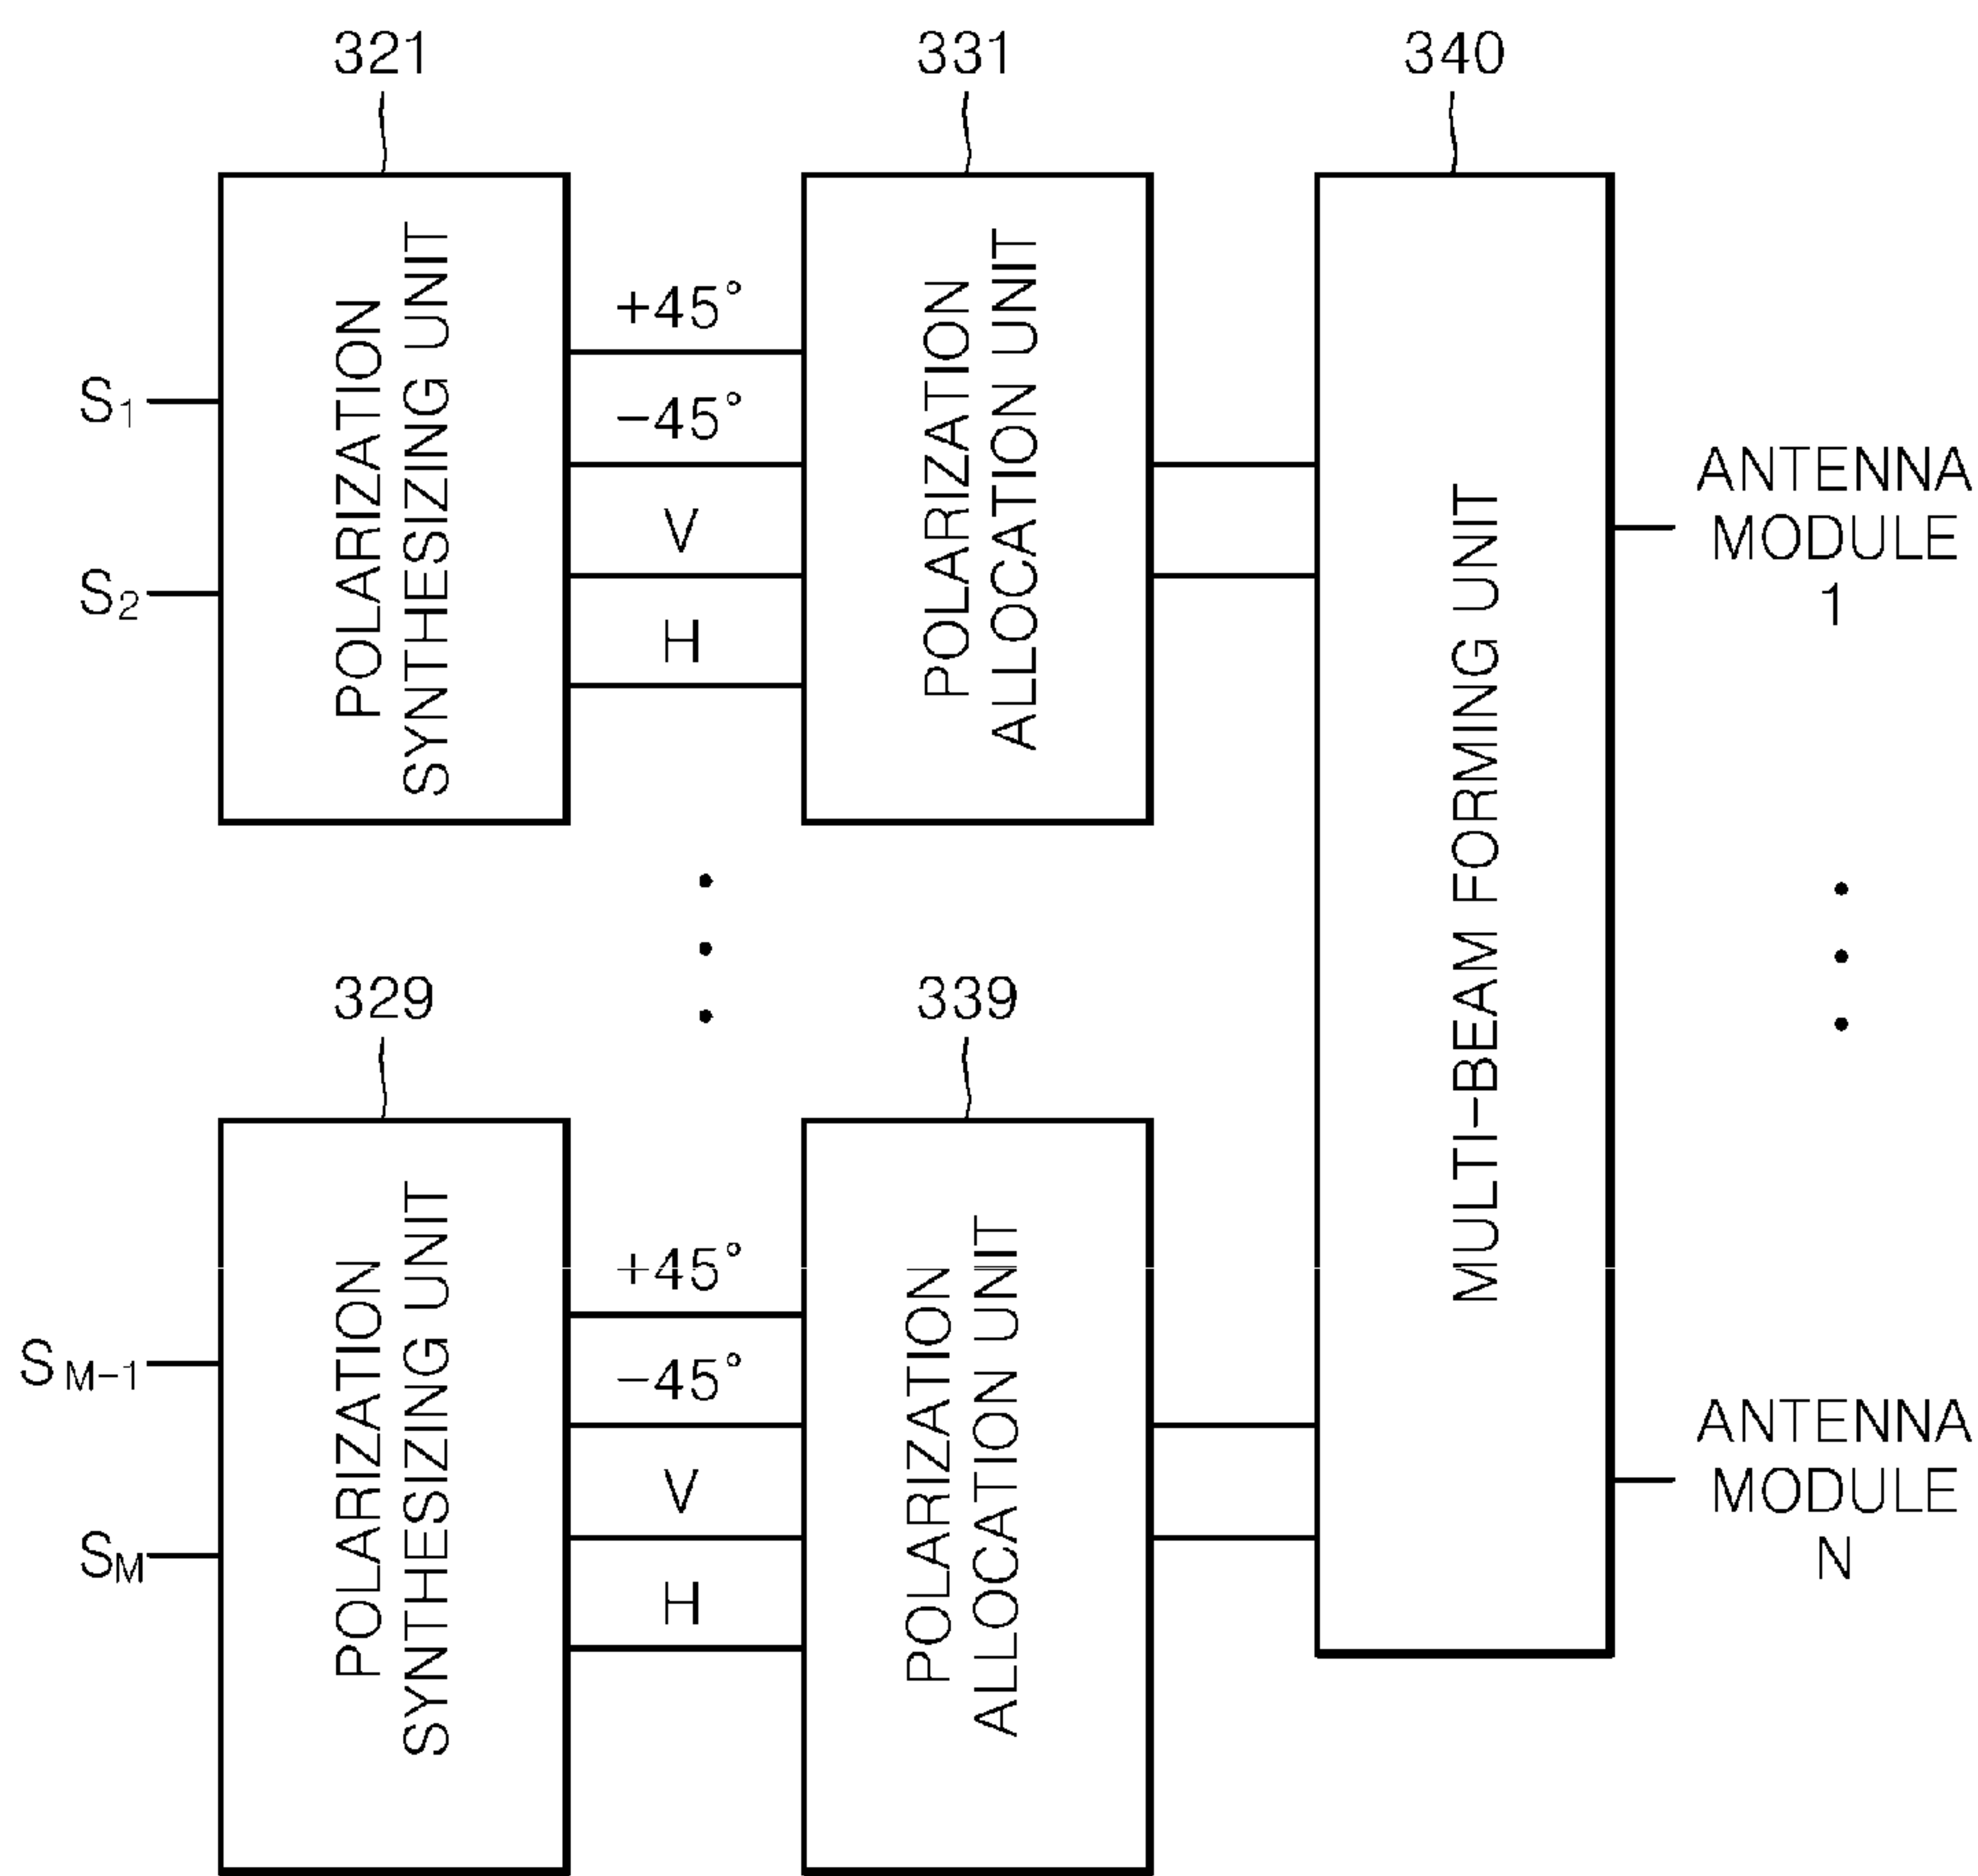 321
331
340
POLARIZATION
SYNTHESIZING UNIT
+45°
-45°
V
H
POLARIZATION
ALLOCATION UNIT
MULTI-BEAM FORMING UNIT
S1
S2
ANTENNA
MODULE
1
329
339
POLARIZATION
SYNTHESIZING UNIT
+45°
-45°
V
H
POLARIZATION
ALLOCATION UNIT
SM-1
SM
ANTENNA
MODULE
N